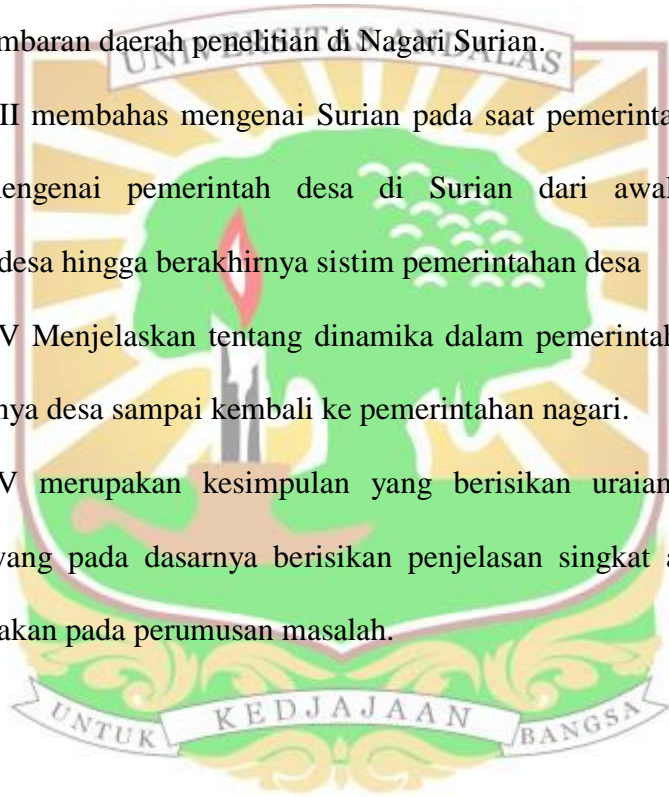 UNIVERSITAS ANDALAS
mbaran daerah penelitian di Nagari Surian.
II membahas mengenai Surian pada saat pemerinta
engenai pemerintah desa di Surian dari awal
desa hingga berakhirnya sistim pemerintahan desa
V Menjelaskan tentang dinamika dalam pemerintah
nya desa sampai kembali ke pemerintahan nagari.
V merupakan kesimpulan yang berisikan uraian
yang pada dasarnya berisikan penjelasan singkat a
akan pada perumusan masalah.
UNTUK KEDJAJAAN BANGSA